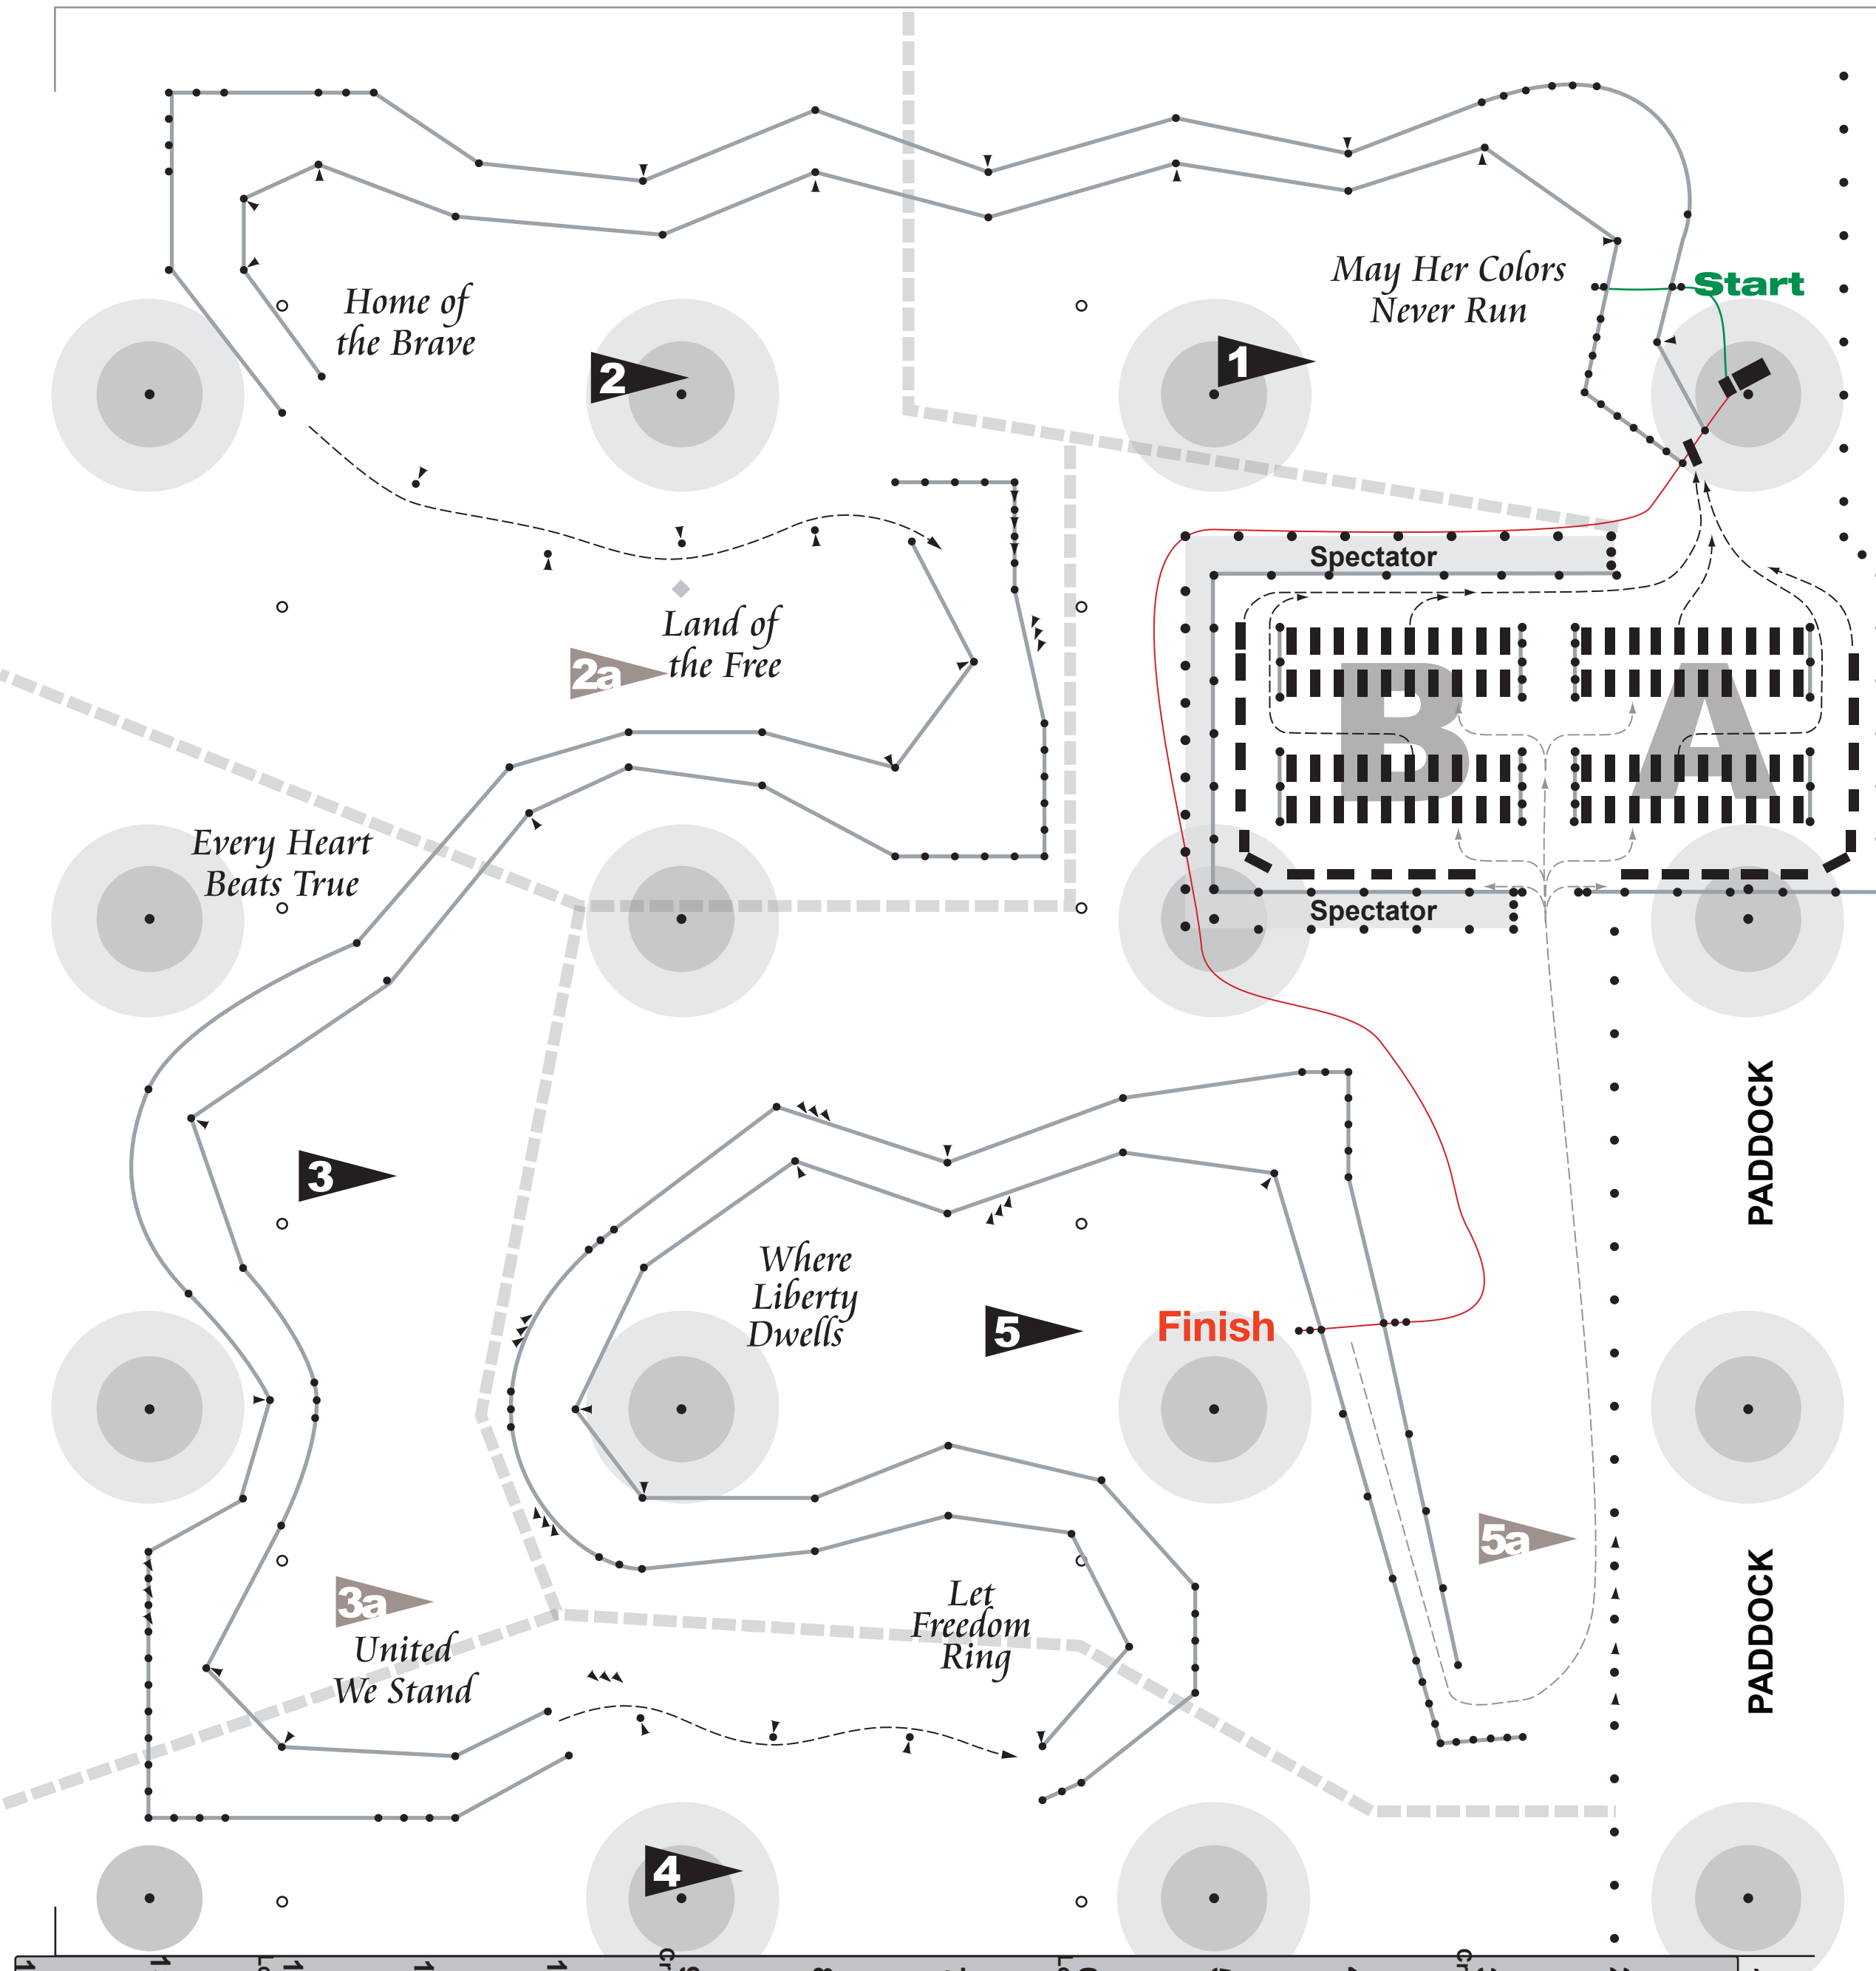 May Her Colors
Never Run
Start
Home of
the Brave
2
1
Spectator
Land of
the Free
2a
B
A
Every Heart
Beats True
Spectator
3
PADDOCK
Where
Liberty
Dwells
5
Finish
5a
PADDOCK
3a
United
We Stand
Let
Freedom
Ring
4